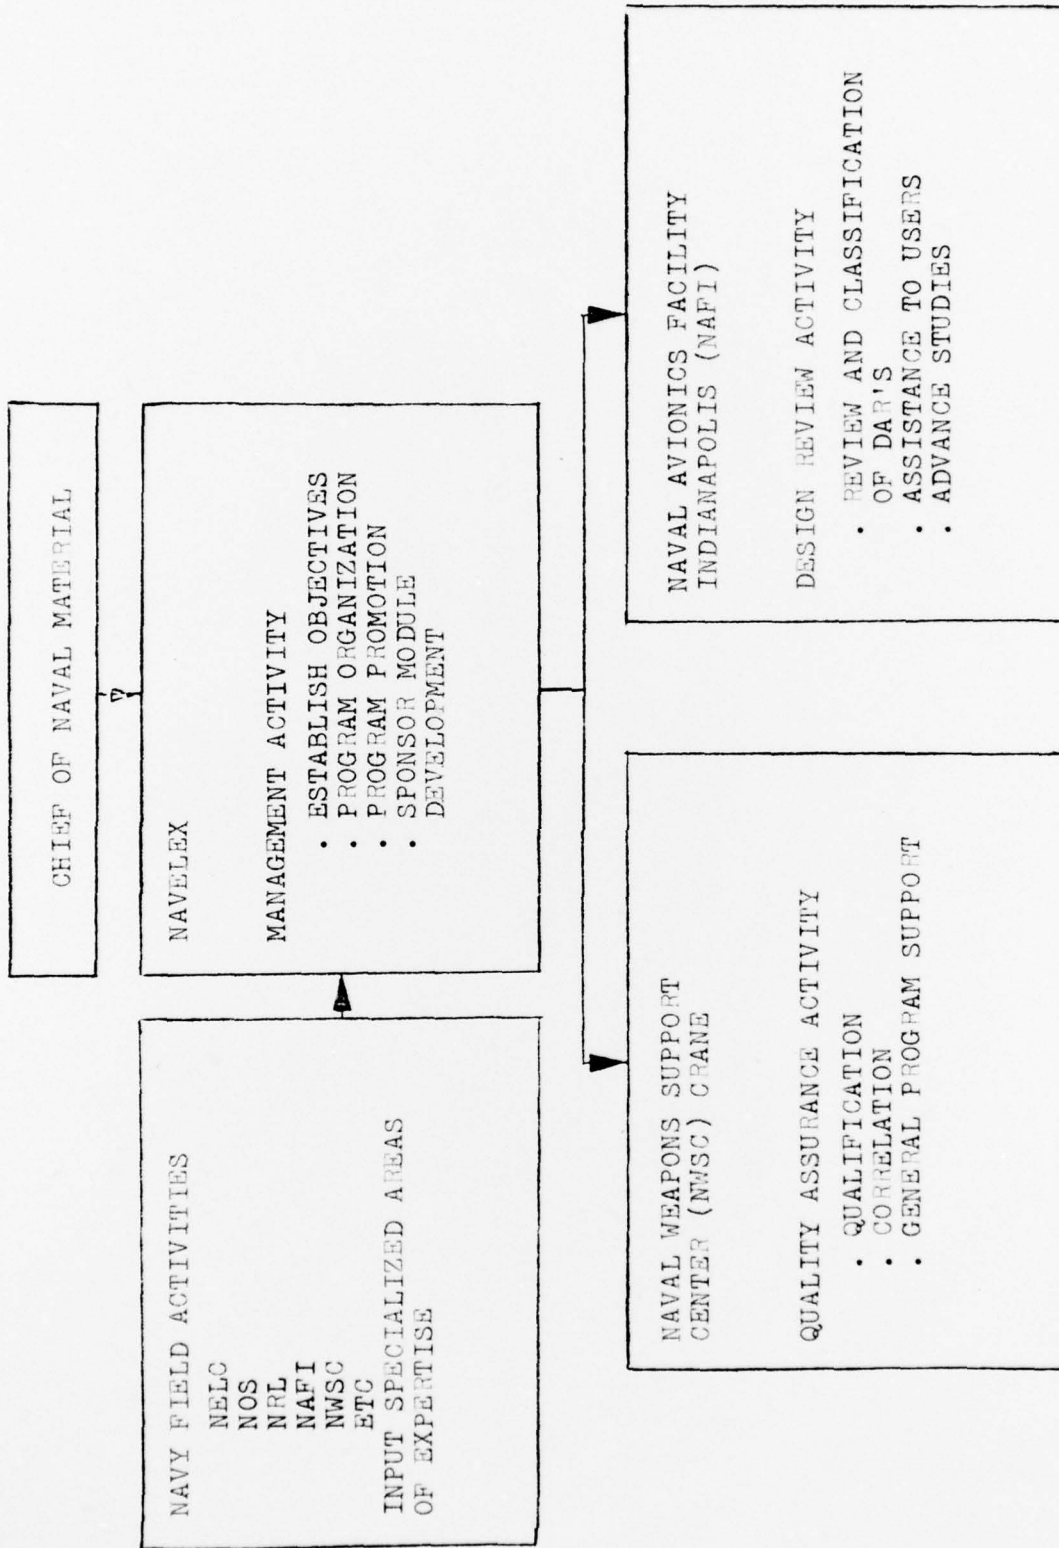 CHIEF OF NAVAL MATERIAL
NAVY FIELD ACTIVITIES
NELC
NOS
NRL
NAFI
NWSC
ETC
INPUT SPECIALIZED AREAS
OF EXPERTISE
NAVELEX
MANAGEMENT ACTIVITY
• ESTABLISH OBJECTIVES
• PROGRAM ORGANIZATION
• PROGRAM PROMOTION
• SPONSOR MODULE
DEVELOPMENT
NAVAL WEAPONS SUPPORT
CENTER (NWSC) CRANE
QUALITY ASSURANCE ACTIVITY
• QUALIFICATION
• CORRELATION
• GENERAL PROGRAM SUPPORT
NAVAL AVIONICS FACILITY
INDIANAPOLIS (NAFI)
DESIGN REVIEW ACTIVITY
• REVIEW AND CLASSIFICATION
OF DAR'S
• ASSISTANCE TO USERS
• ADVANCE STUDIES